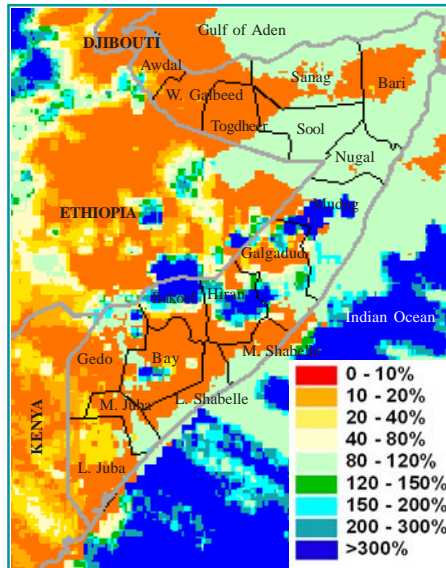 Gulf of Aden
DJIBOUTI
Awdal
Sanag
Bari
W. Galbeed
Togdheer
Sool
Nugal
ETHIOPIA
Mudug
Galgadud
Bakool
Hiran
Indian Ocean
Gedo
Bay
M. Shabelle
M. Juba
L. Shabelle
KENYA
L. Juba
0 - 10%
10 - 20%
20 - 40%
40 - 80%
80 - 120%
120 - 150%
150 - 200%
200 - 300%
>300%